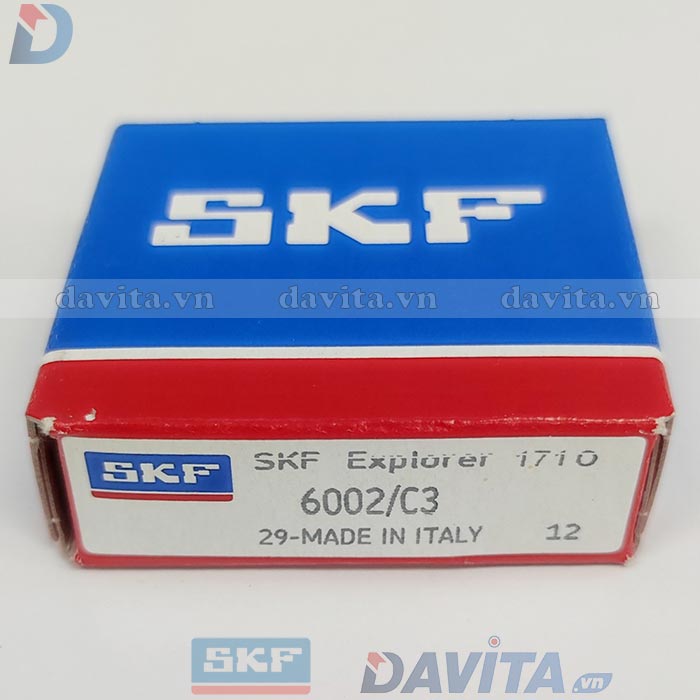 D
SKF
davita.vn davita.vn davita.vn
SKF SKF Explorer 171O
6002/C3
29-MADE IN ITALY 12
SKF DAVITA.vn